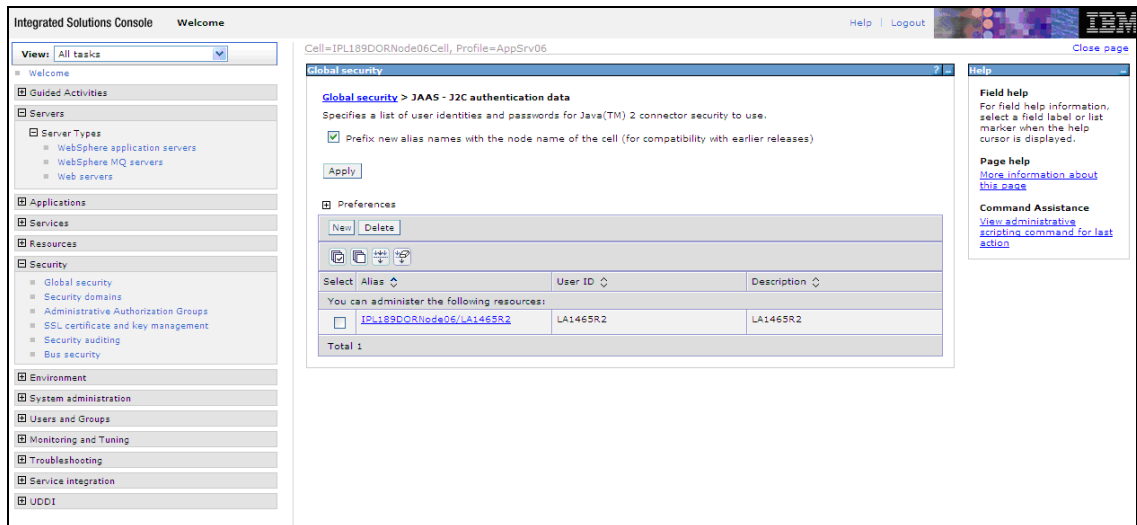 Integrated Solutions Console Welcome Help | Logout IBM
View: All tasks
Welcome
Guided Activities
Servers
Server Types
WebSphere application servers
WebSphere MQ servers
Web servers
Applications
Services
Resources
Security
Global security
Security domains
Administrative Authorization Groups
SSL certificate and key management
Security auditing
Bus security
Environment
System administration
Users and Groups
Monitoring and Tuning
Troubleshooting
Service integration
UDDI
Cell=IPL189DORNode06Cell, Profile=AppSrv06
Close page
Global security ? -
Global security > JAAS - J2C authentication data
Specifies a list of user identities and passwords for Java(TM) 2 connector security to use.
Prefix new alias names with the node name of the cell (for compatibility with earlier releases)
Apply
Preferences
New Delete
Select Alias User ID Description
You can administer the following resources:
IPL189DORNode06/LA1465R2 LA1465R2 LA1465R2
Total 1
Help -
Field help
For field help information,
select a field label or list
marker when the help
cursor is displayed.
Page help
More information about
this page
Command Assistance
View administrative
scripting command for last
action